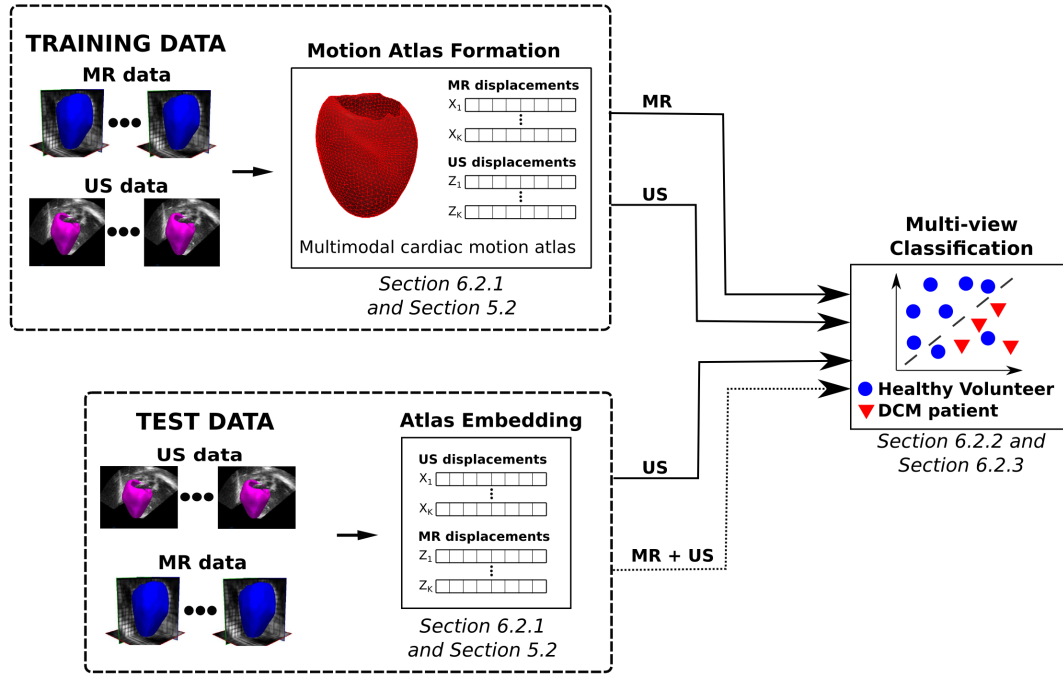 TRAINING DATA
MR data
US data
Motion Atlas Formation
MR displacements
X1
XK
US displacements
Z1
ZK
Multimodal cardiac motion atlas
Section 6.2.1
and Section 5.2
MR
US
TEST DATA
US data
MR data
Atlas Embedding
US displacements
X1
XK
MR displacements
Z1
ZK
Section 6.2.1
and Section 5.2
US
MR + US
Multi-view
Classification
Healthy Volunteer
DCM patient
Section 6.2.2 and
Section 6.2.3